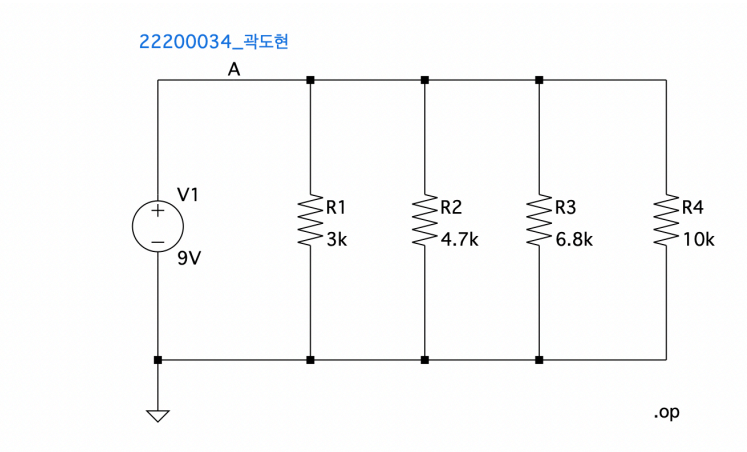 22200034_곽도현
A
V1
9V
R1
3k
R2
4.7k
R3
6.8k
R4
10k
.op